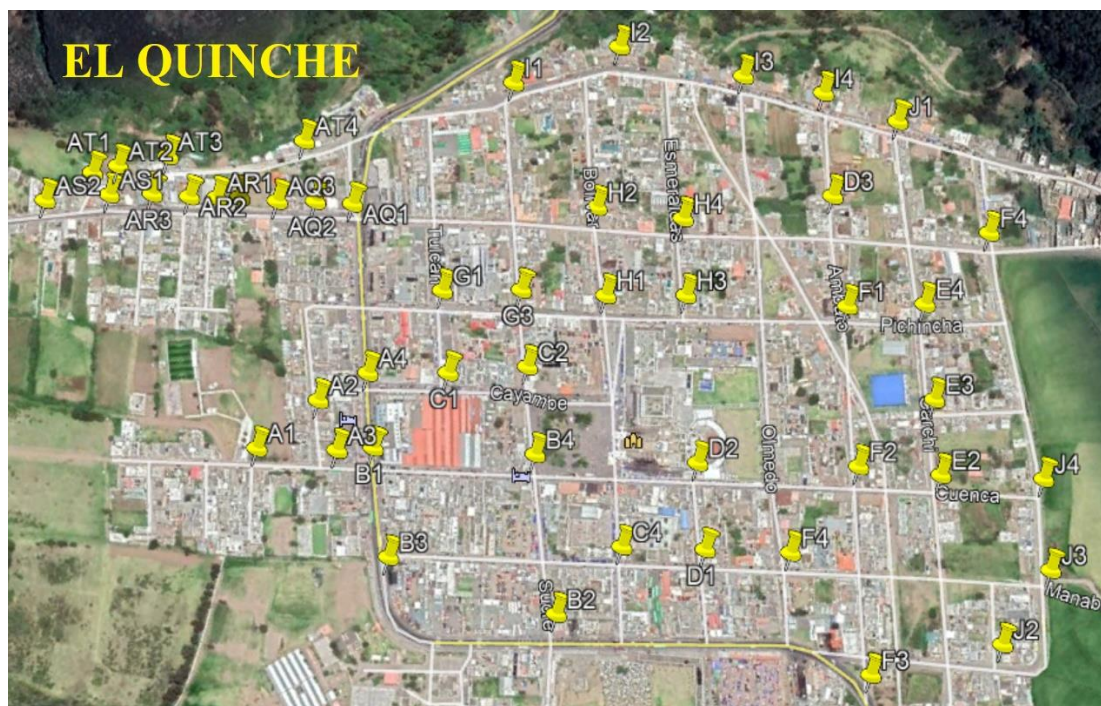 EL QUINCHE
I2
I1
I3
I4
J1
AT1
AT2
AT3
AT4
AS2
AS1
AR3
AR1
AR2
AQ3
AQ2
AQ1
H2
H4
D3
F4
Bolívar
Esmeraldas
Tulcán
G1
G3
H1
H3
Ambato
F1
E4
Pichincha
A4
C1
C2
Cayambe
A2
E3
Carchi
A1
A3
B1
B4
D2
Olmedo
F2
E2
Cuenca
J4
B3
C4
D1
F4
J3
Manab
Sucre
B2
J2
F3